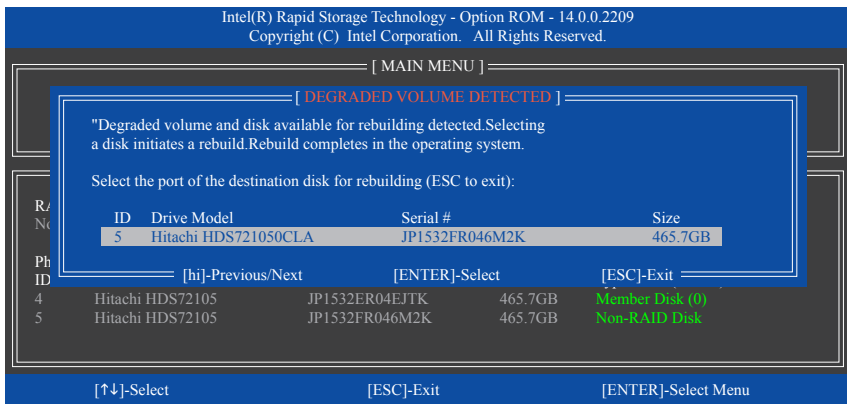 Intel(R) Rapid Storage Technology - Option ROM - 14.0.0.2209
Copyright (C) Intel Corporation. All Rights Reserved.
[ MAIN MENU ]
[ DEGRADED VOLUME DETECTED ]
"Degraded volume and disk available for rebuilding detected.Selecting
a disk initiates a rebuild.Rebuild completes in the operating system.
Select the port of the destination disk for rebuilding (ESC to exit):
ID Drive Model Serial # Size
5 Hitachi HDS721050CLA JP1532FR046M2K 465.7GB
[hi]-Previous/Next [ENTER]-Select [ESC]-Exit
ID
4 Hitachi HDS72105 JP1532ER04EJTK 465.7GB Member Disk (0)
5 Hitachi HDS72105 JP1532FR046M2K 465.7GB Non-RAID Disk
[↑↓]-Select [ESC]-Exit [ENTER]-Select Menu